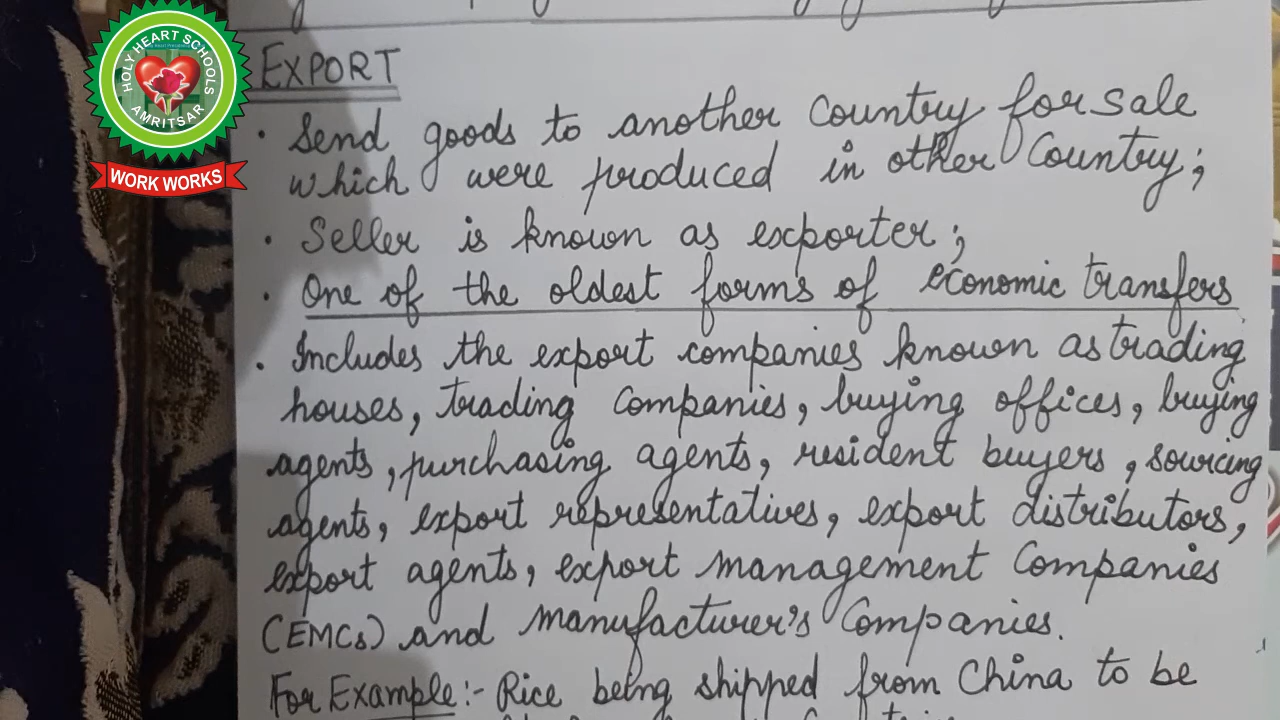 HOLY HEART SCHOOLS
AMRITSAR
WORK WORKS
EXPORT
• Send goods to another Country for sale
which were produced in other Country;
• Seller is known as exporter;
• One of the oldest forms of economic transfers
• Includes the export companies known as trading
houses, trading companies, buying offices, buying
agents, purchasing agents, resident buyers, sourcing
agents, export representatives, export distributors,
export agents, export management Companies
(EMCs) and manufacturer's Companies.
For Example:- Rice being shipped from China to be